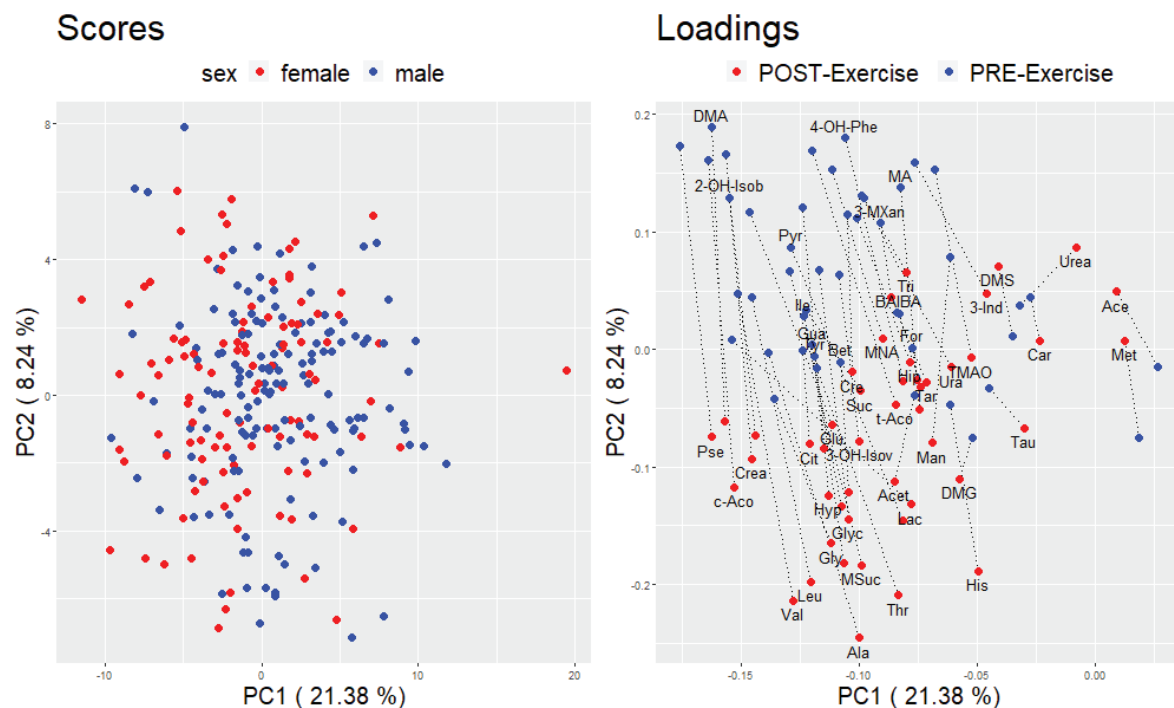 Scores
sex female male
8
4
0
-4
-10
0
10
20
PC2 ( 8.24 %)
PC1 ( 21.38 %)
Loadings
POST-Exercise PRE-Exercise
0.2
0.1
0.0
-0.1
-0.2
-0.15
-0.10
-0.05
0.00
PC2 ( 8.24 %)
PC1 ( 21.38 %)
DMA
4-OH-Phe
2-OH-Isob
MA
3-MXan
Pyr
Urea
Tri
DMS
BAIBA
3-Ind
Ace
Ile
Gua
Tyr
For
Car
Met
Bet
MNA
Hip
TMAO
Cre
Ura
Tar
Suc
t-Aco
Glu
Tau
Pse
Cit
3-OH-Isov
Man
Crea
c-Aco
Acet
DMG
Hyp
Lac
Glyc
Gly
MSuc
His
Leu
Val
Thr
Ala